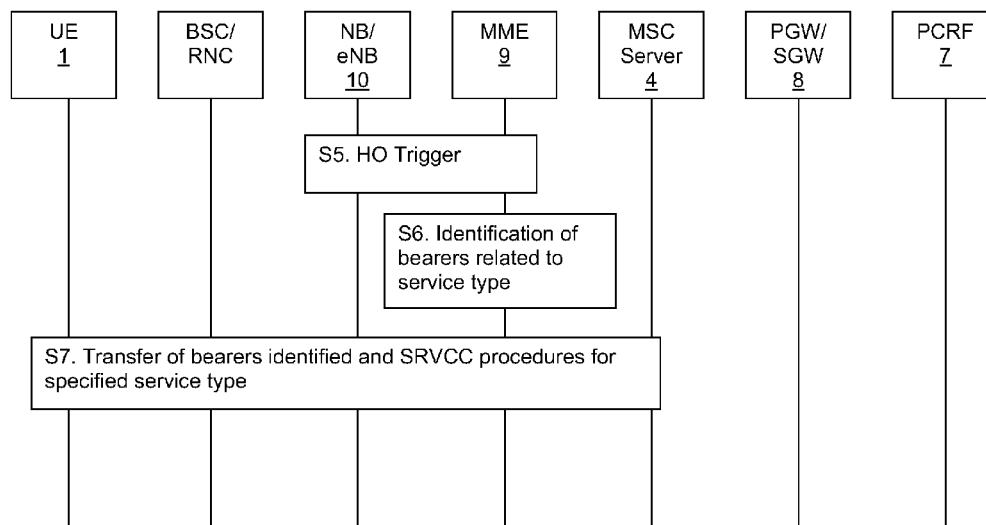 UE
1
BSC/
RNC
NB/
eNB
10
MME
9
MSC
Server
4
PGW/
SGW
8
PCRF
7
S5. HO Trigger
S6. Identification of
bearers related to
service type
S7. Transfer of bearers identified and SRVCC procedures for
specified service type